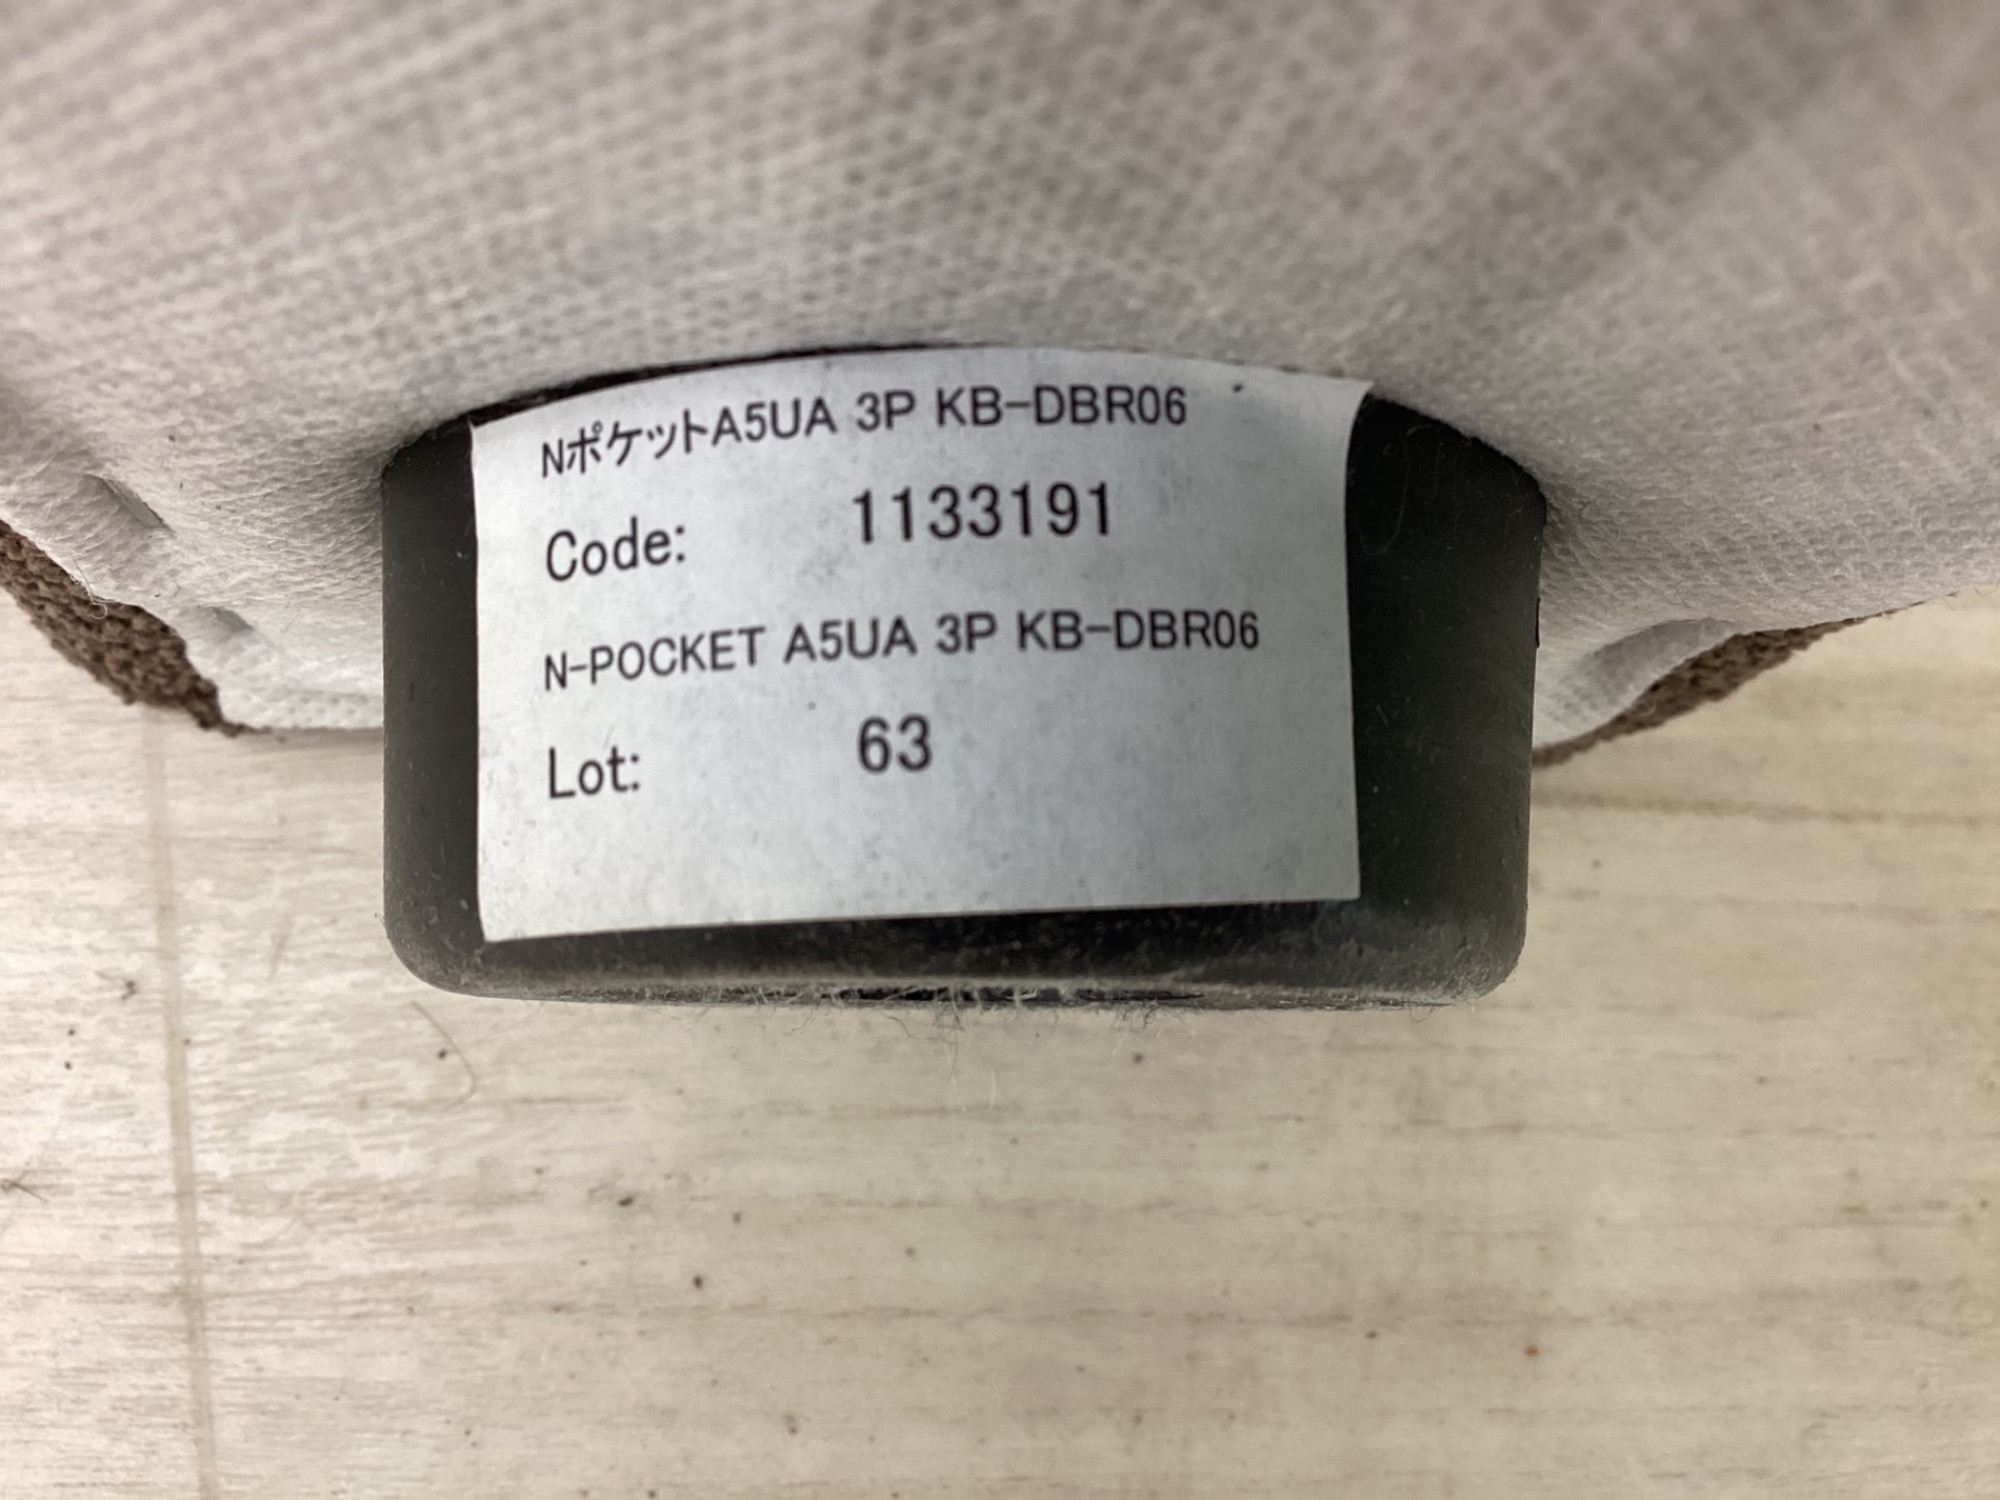 NポケットA5UA 3P KB-DBR06
Code: 1133191
N-POCKET A5UA 3P KB-DBR06
Lot: 63